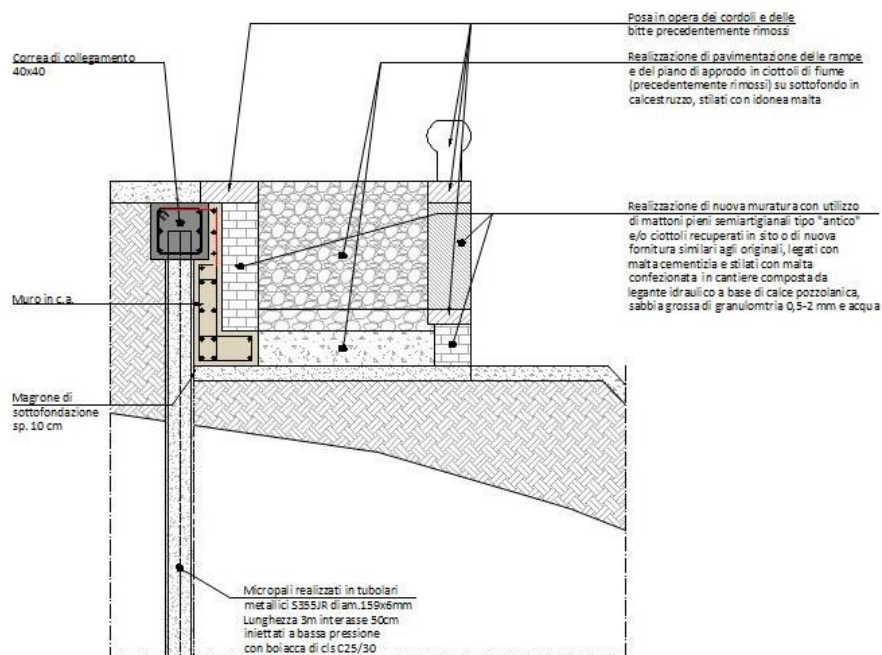 Posa in opera dei cordoli e delle
bitte precedentemente rimossi
Correa di collegamento
40x40
Realizzazione di pavimentazione delle rampe
e del piano di approdo in ciottoli di fiume
(precedentemente rimossi) su sottofondo in
calcestruzzo, stilati con idonea malta
Realizzazione di nuova muratura con utilizzo
di mattoni pieni semiartigianali tipo "antico"
e/o ciottoli recuperati in sito o di nuova
fornitura similari agli originali, legati con
malta cementizia e stilati con malta
confezionata in cantiere composta da
legante idraulico a base di calce pozzolanica,
sabbia grossa di granulomtria 0,5-2 mm e acqua
Muro in c.a.
Magrone di
sottofondazione
sp. 10 cm
Micropali realizzati in tubolari
metallici S355JR diam.159x6mm
Lunghezza 3m interasse 50cm
iniettati a bassa pressione
con boiacca di cls C25/30